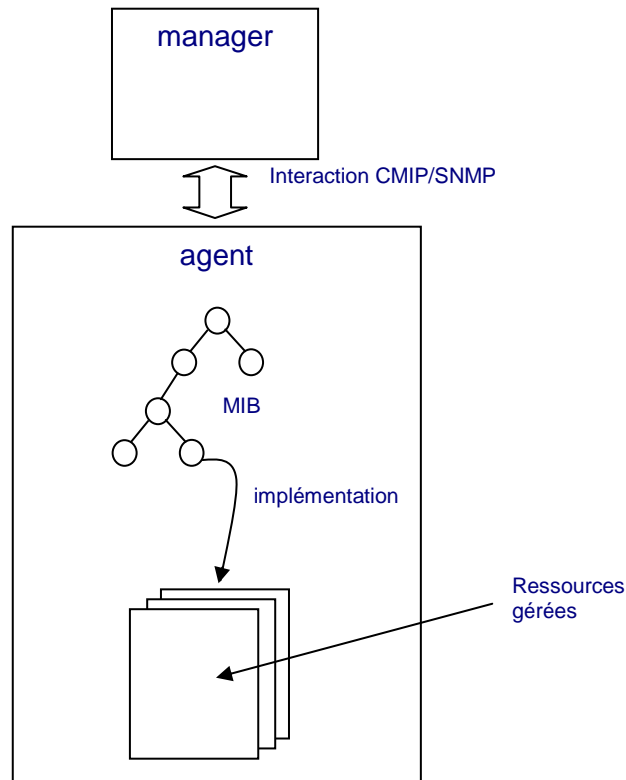 manager
Interaction CMIP/SNMP
agent
MIB
implémentation
Ressources
gérées